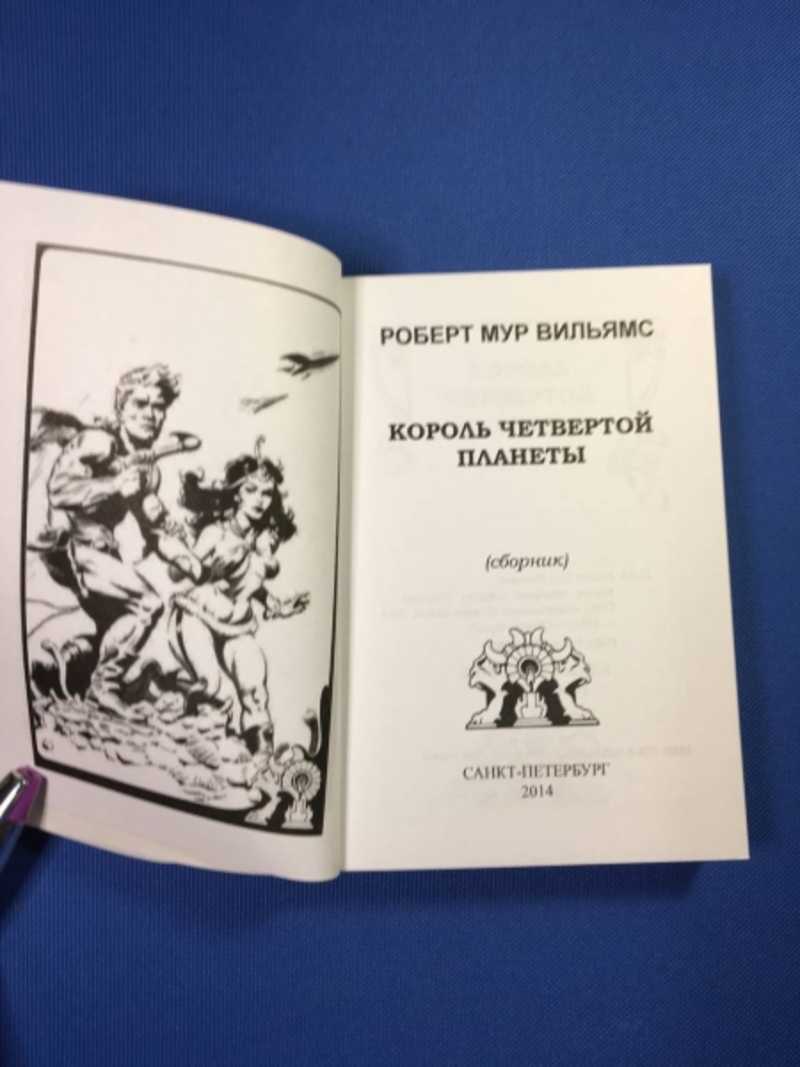 РОБЕРТ МУР ВИЛЬЯМС
КОРОЛЬ ЧЕТВЕРТОЙ
ПЛАНЕТЫ
(сборник)
САНКТ-ПЕТЕРБУРГ
2014